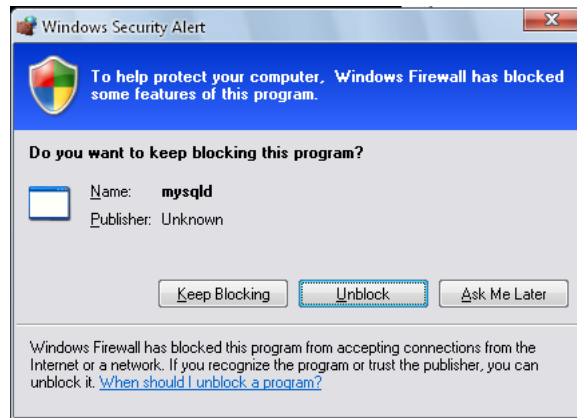 Windows Security Alert
To help protect your computer, Windows Firewall has blocked
some features of this program.
Do you want to keep blocking this program?
Name: mysqld
Publisher: Unknown
Keep Blocking Unblock Ask Me Later
Windows Firewall has blocked this program from accepting connections from the
Internet or a network. If you recognize the program or trust the publisher, you can
unblock it. When should I unblock a program?